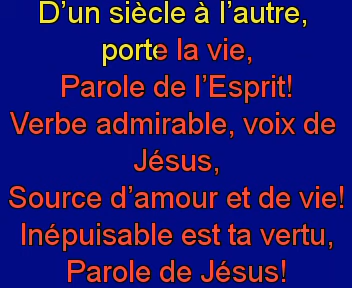 D’un siècle à l’autre,
porte la vie,
Parole de l’Esprit!
Verbe admirable, voix de
Jésus,
Source d’amour et de vie!
Inépuisable est ta vertu,
Parole de Jésus!